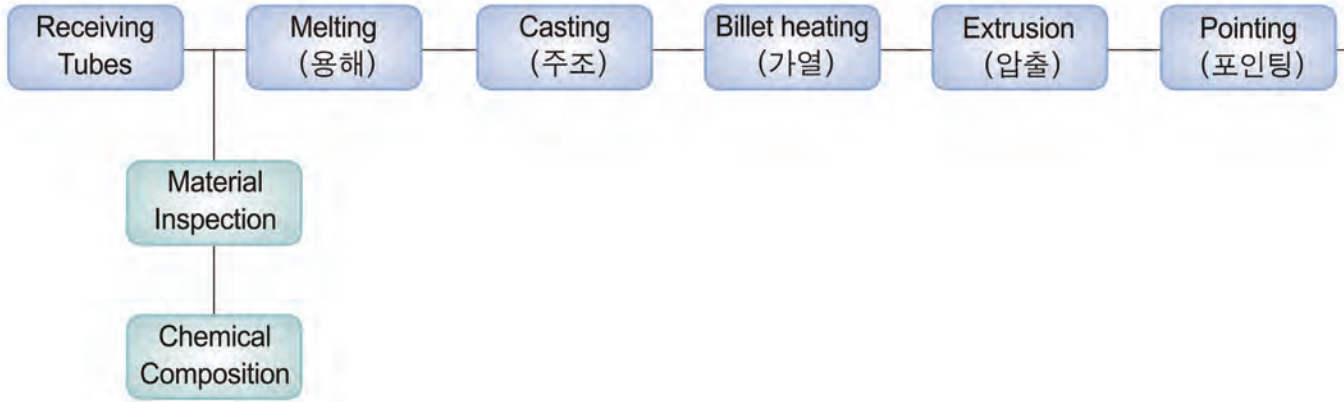 Receiving
Tubes
Melting
(용해)
Casting
(주조)
Billet heating
(가열)
Extrusion
(압출)
Pointing
(포인팅)
Material
Inspection
Chemical
Composition